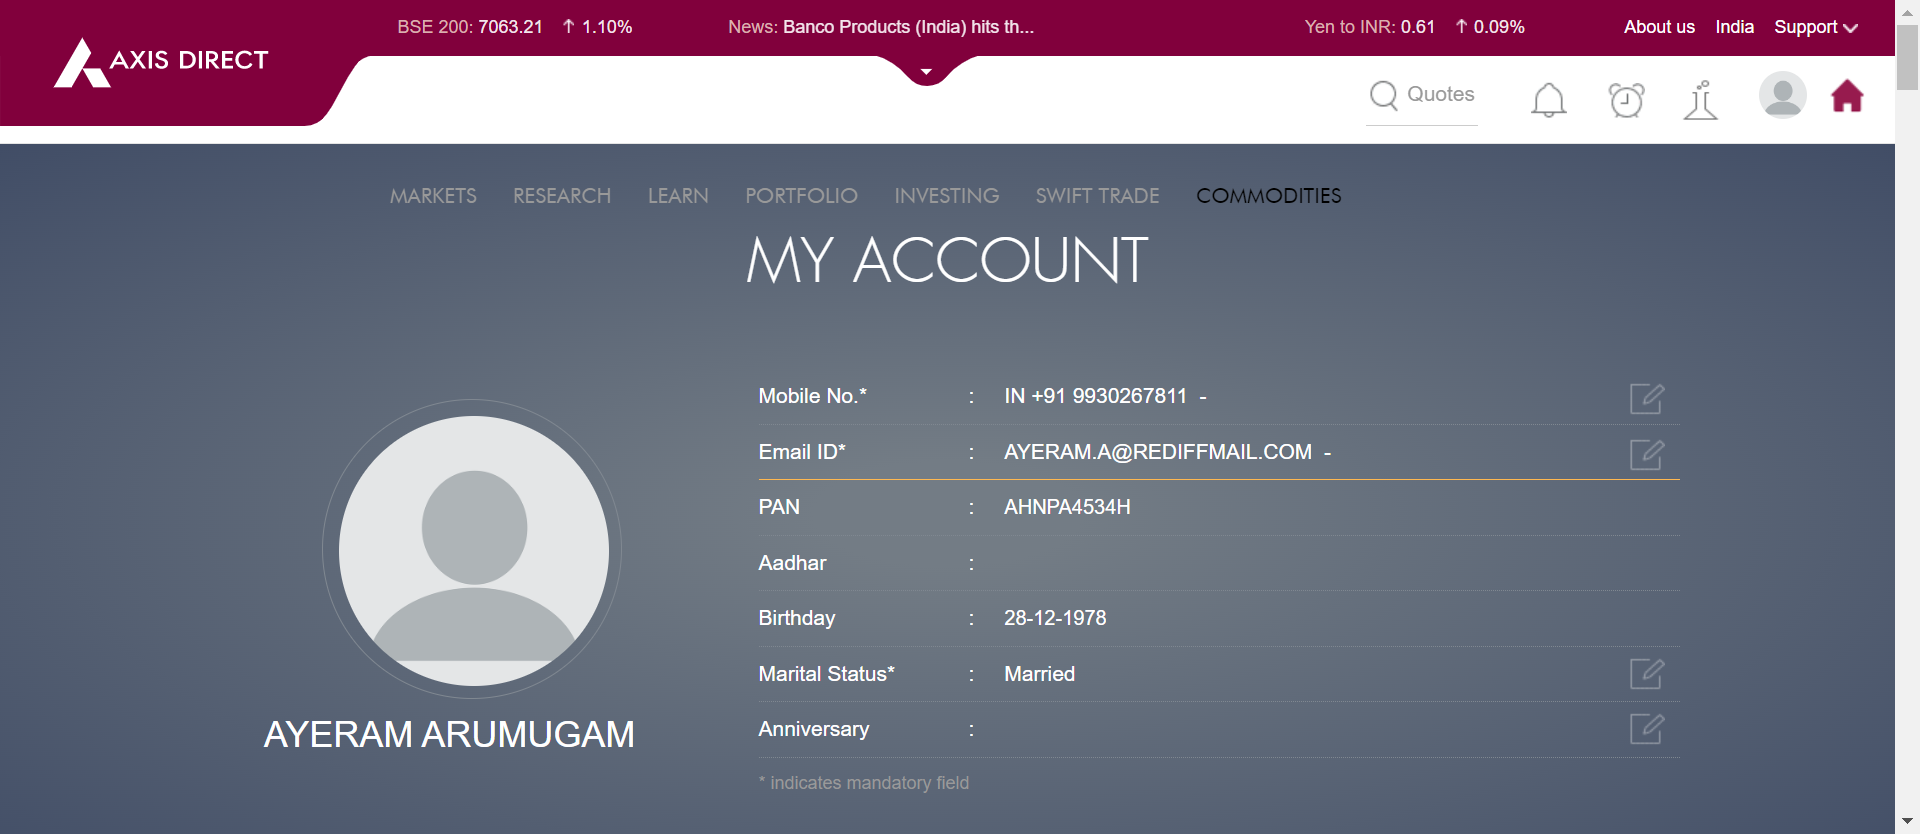 BSE 200: 7063.21 ↑ 1.10% News: Banco Products (India) hits th... Yen to INR: 0.61 ↑ 0.09% About us India Support
AXIS DIRECT
Quotes
MARKETS RESEARCH LEARN PORTFOLIO INVESTING SWIFT TRADE COMMODITIES
MY ACCOUNT
Mobile No.* : IN +91 9930267811 -
Email ID* : AYERAM.A@REDIFFMAIL.COM -
PAN : AHNPA4534H
Aadhar :
Birthday : 28-12-1978
Marital Status* : Married
Anniversary :
* indicates mandatory field
AYERAM ARUMUGAM